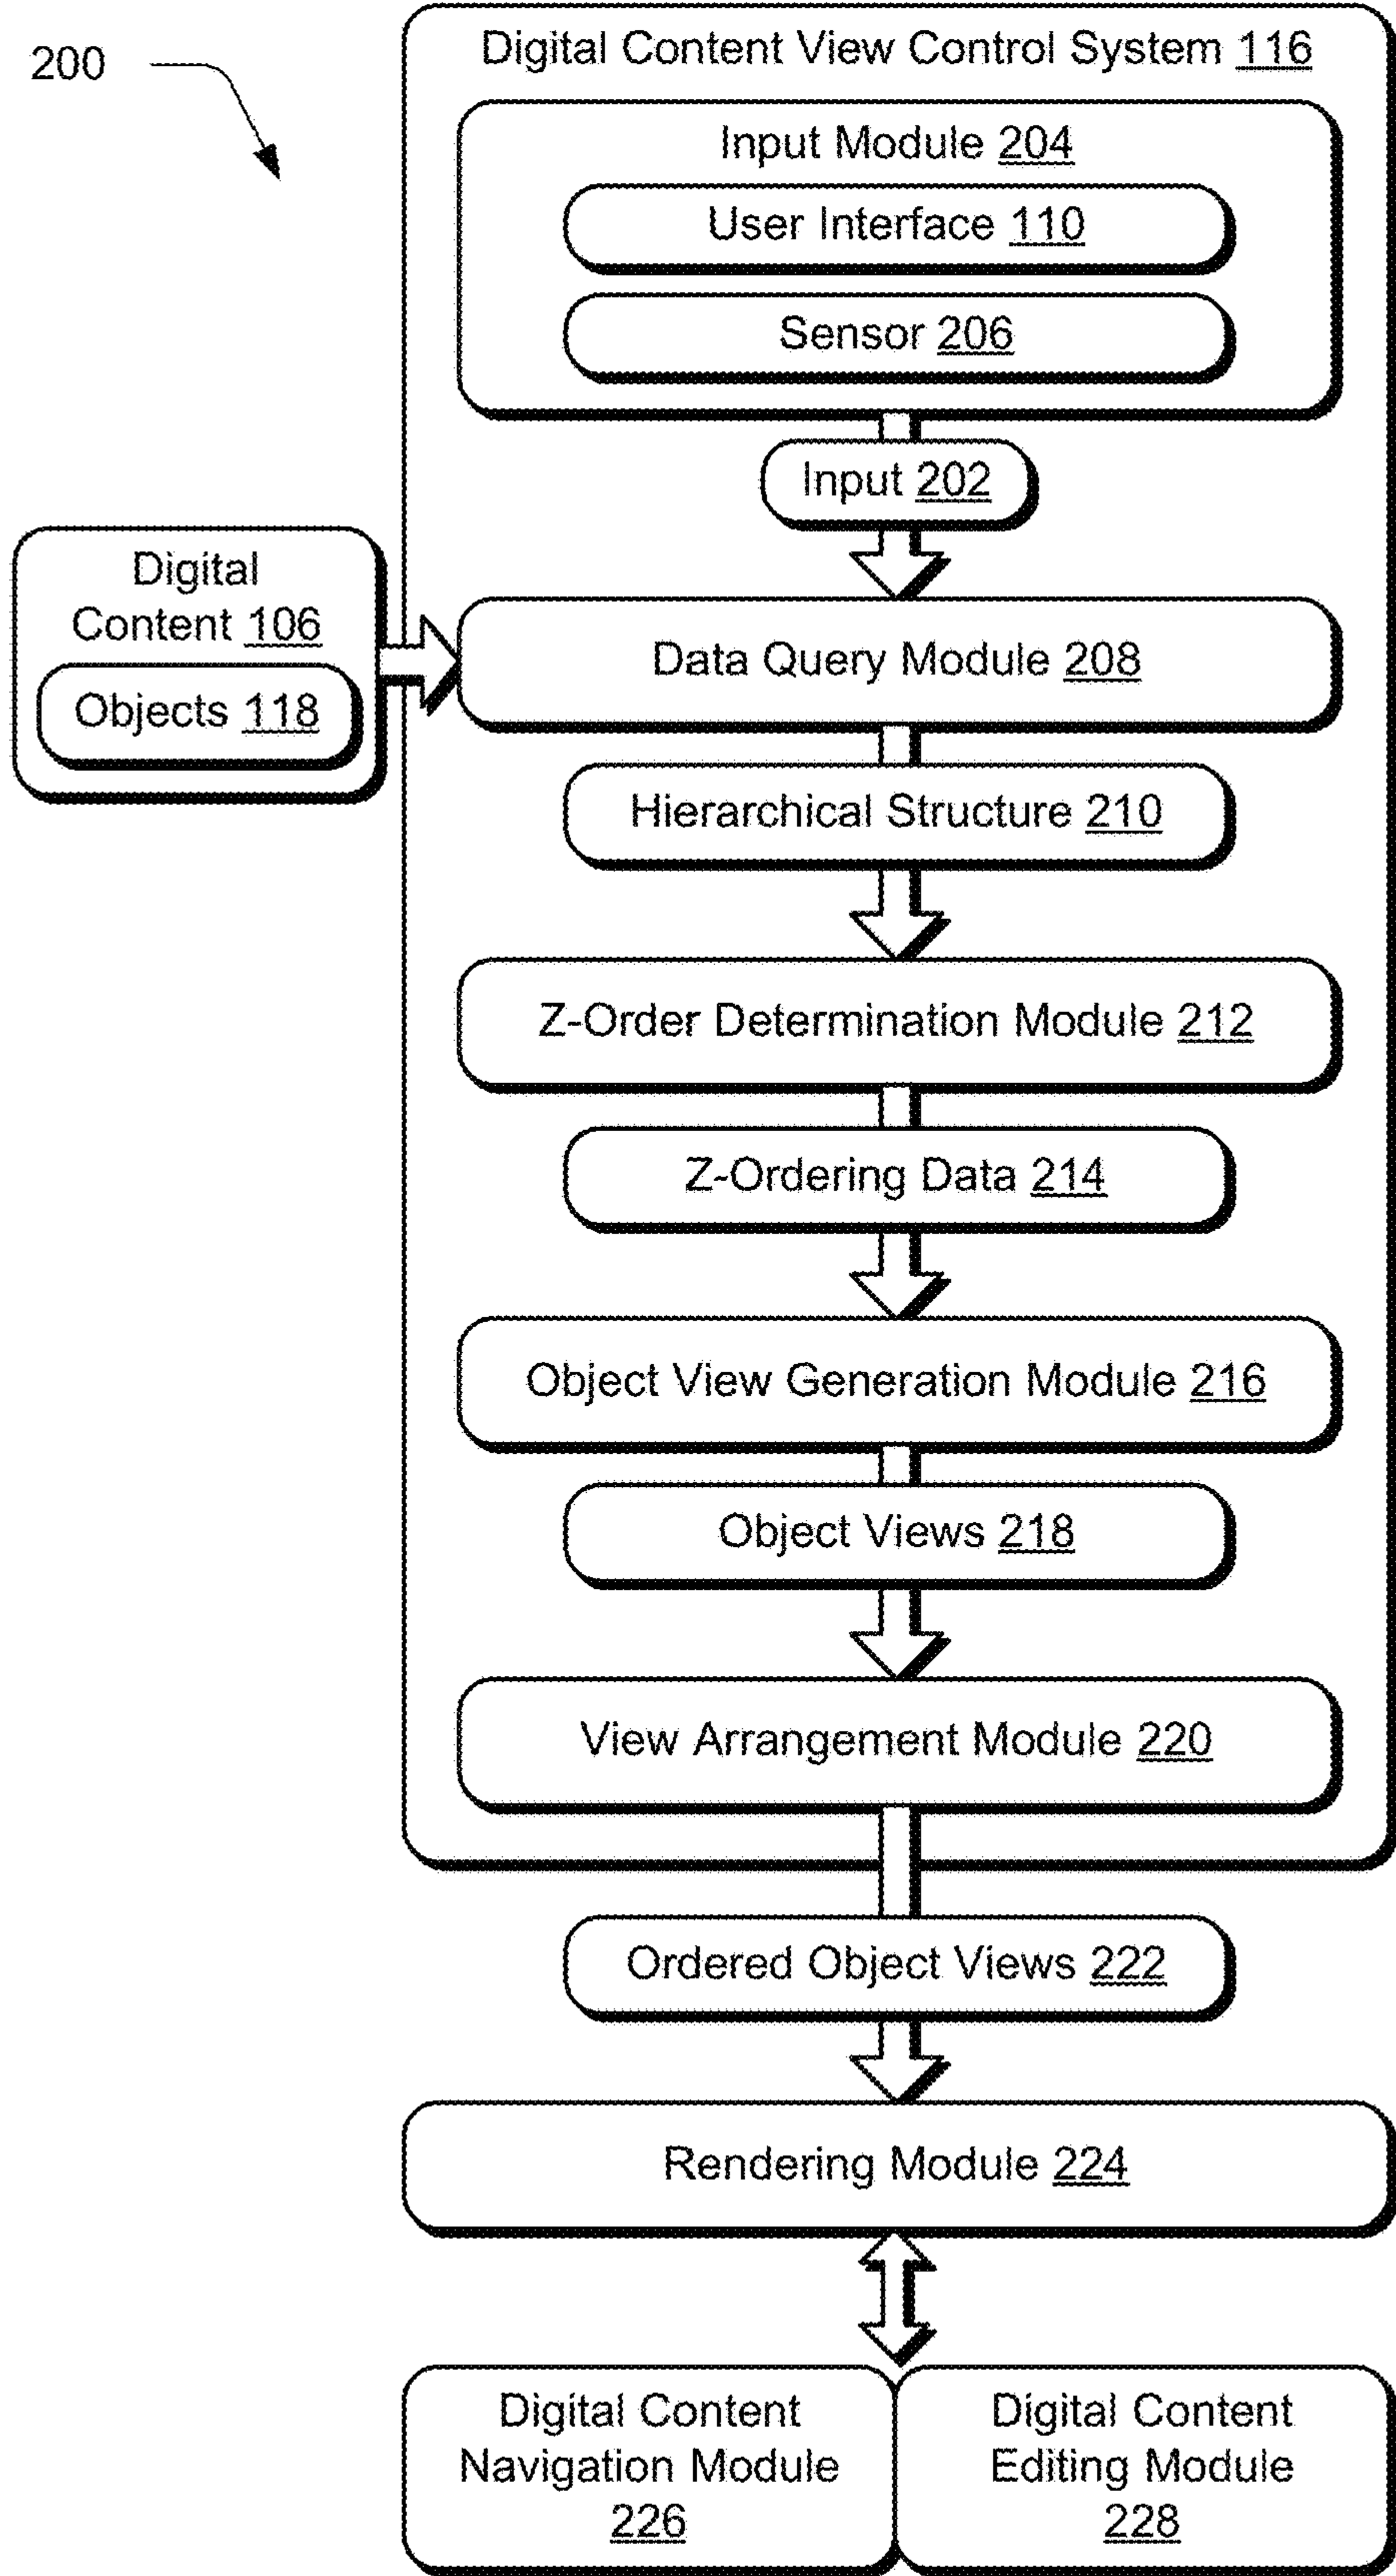 200
Digital Content View Control System 116
Input Module 204
User Interface 110
Sensor 206
Input 202
Digital
Content 106
Objects 118
Data Query Module 208
Hierarchical Structure 210
Z-Order Determination Module 212
Z-Ordering Data 214
Object View Generation Module 216
Object Views 218
View Arrangement Module 220
Ordered Object Views 222
Rendering Module 224
Digital Content
Navigation Module
226
Digital Content
Editing Module
228